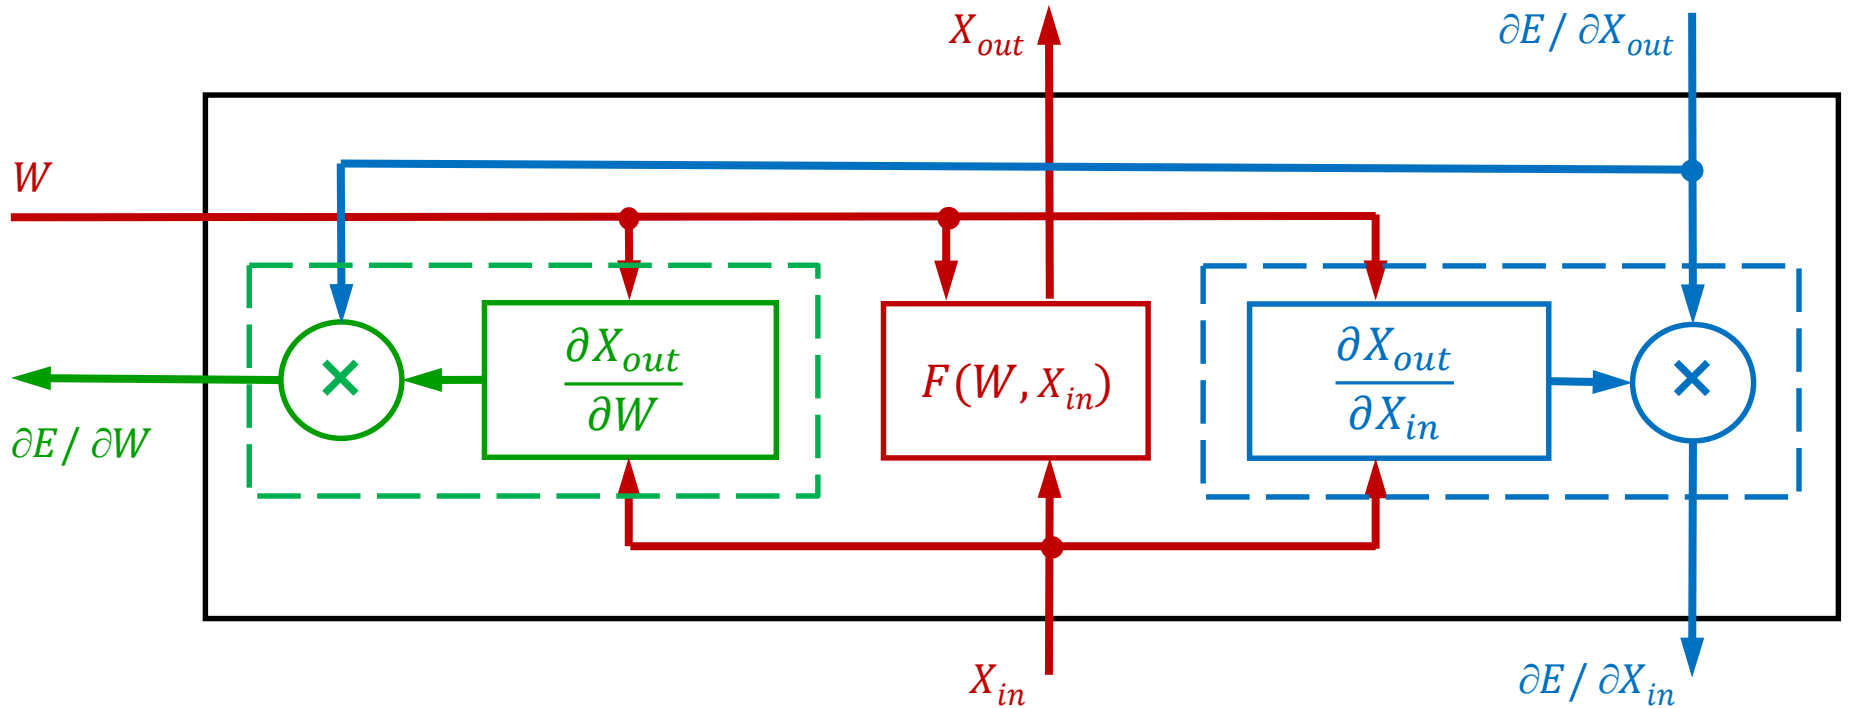 X_out
∂E / ∂X_out
W
×
∂X_out
∂W
F(W, X_in)
∂X_out
∂X_in
×
∂E / ∂W
X_in
∂E / ∂X_in